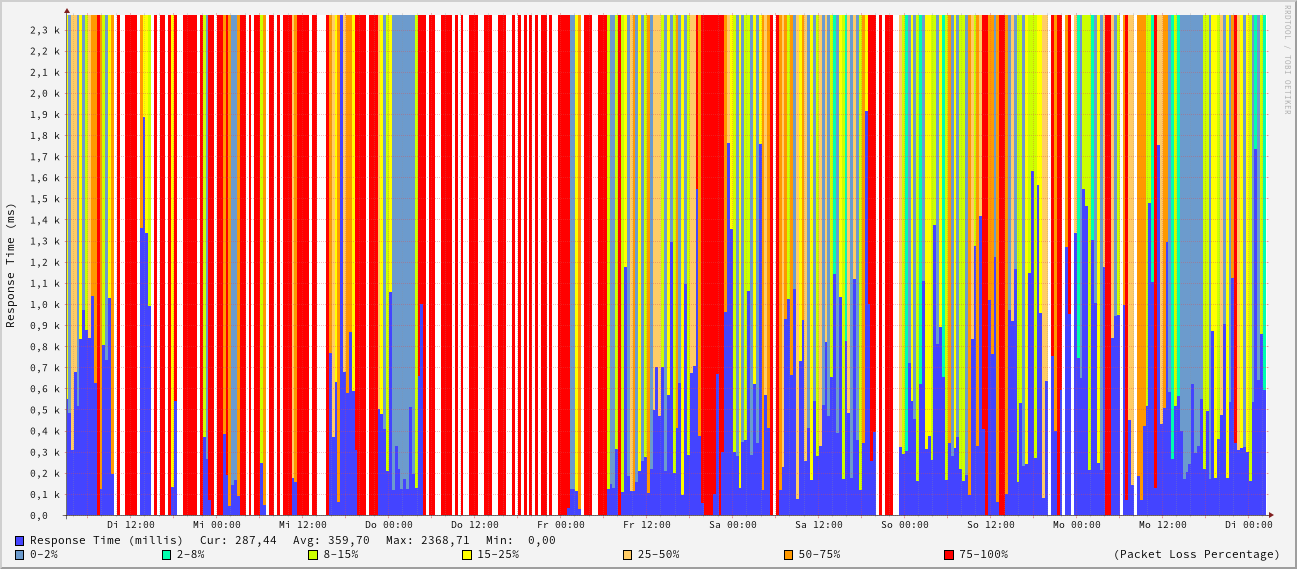 RRDTOOL / TOBI OETIKER
Response Time (ms)
2,3 k
2,2 k
2,1 k
2,0 k
1,9 k
1,8 k
1,7 k
1,6 k
1,5 k
1,4 k
1,3 k
1,2 k
1,1 k
1,0 k
0,9 k
0,8 k
0,7 k
0,6 k
0,5 k
0,4 k
0,3 k
0,2 k
0,1 k
0,0
Di 12:00 Mi 00:00 Mi 12:00 Do 00:00 Do 12:00 Fr 00:00 Fr 12:00 Sa 00:00 Sa 12:00 So 00:00 So 12:00 Mo 00:00 Mo 12:00 Di 00:00
Response Time (millis) Cur: 287,44 Avg: 359,70 Max: 2368,71 Min: 0,00
0-2% 2-8% 8-15% 15-25% 25-50% 50-75% 75-100% (Packet Loss Percentage)